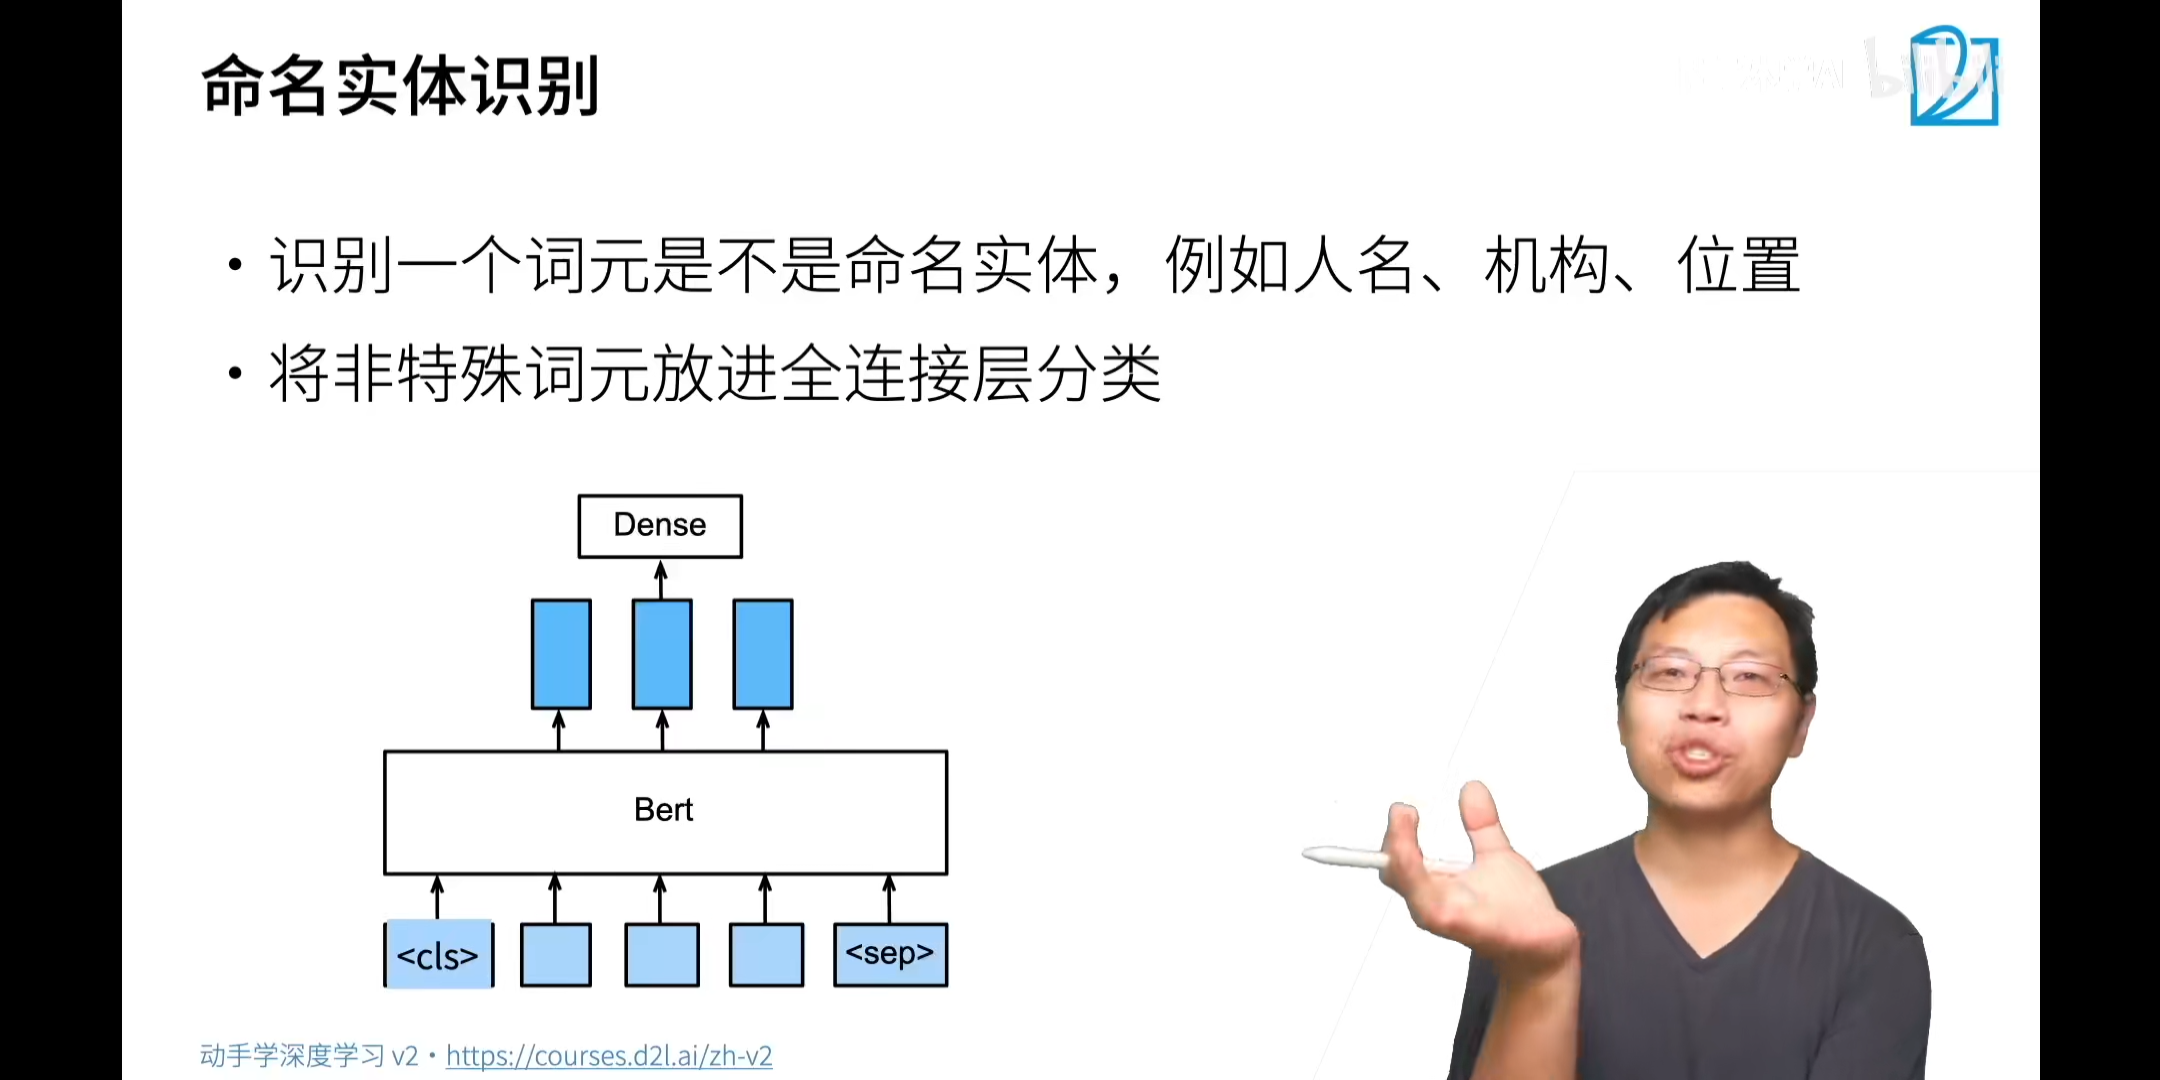 命名实体识别
bilibili
• 识别一个词元是不是命名实体，例如人名、机构、位置
• 将非特殊词元放进全连接层分类
Dense
Bert
<cls>
<sep>
动手学深度学习 v2 • https://courses.d2l.ai/zh-v2